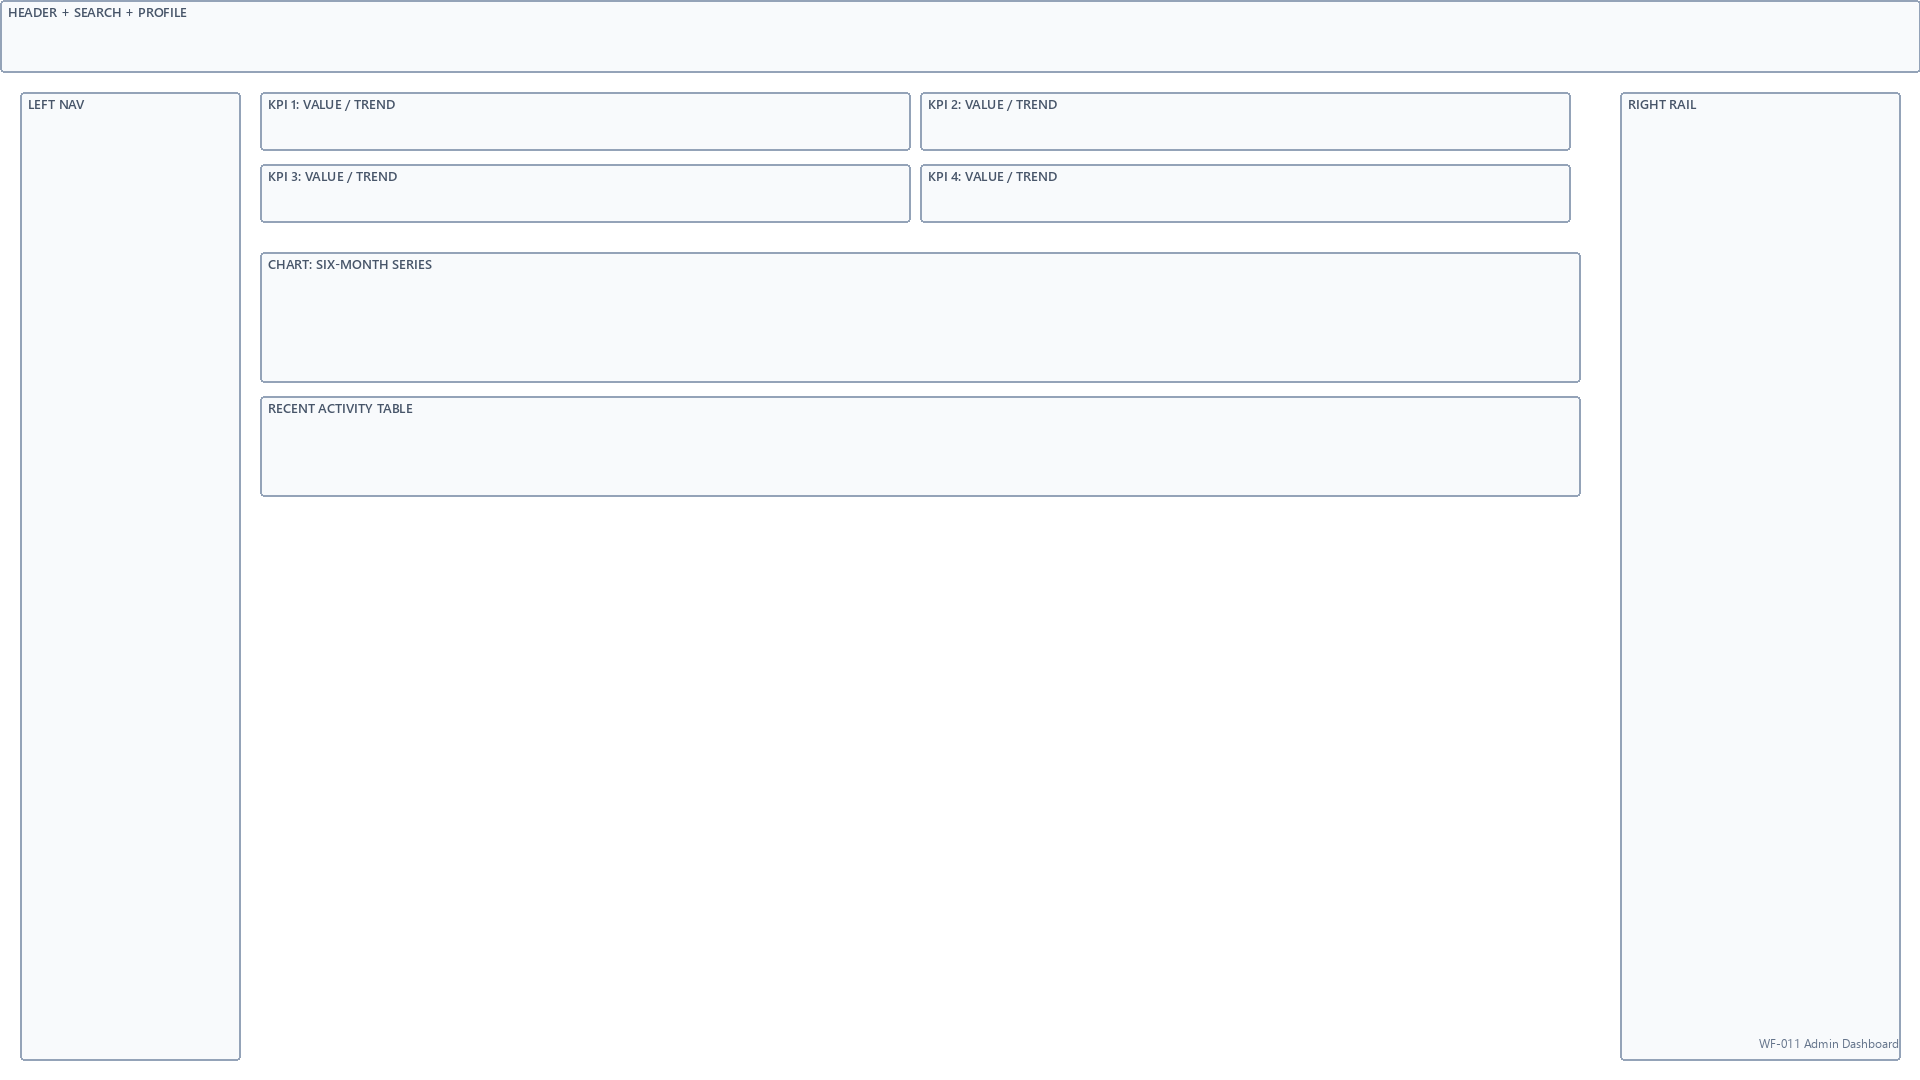 HEADER + SEARCH + PROFILE
LEFT NAV
KPI 1: VALUE / TREND
KPI 2: VALUE / TREND
RIGHT RAIL
KPI 3: VALUE / TREND
KPI 4: VALUE / TREND
CHART: SIX-MONTH SERIES
RECENT ACTIVITY TABLE
WF-011 Admin Dashboard